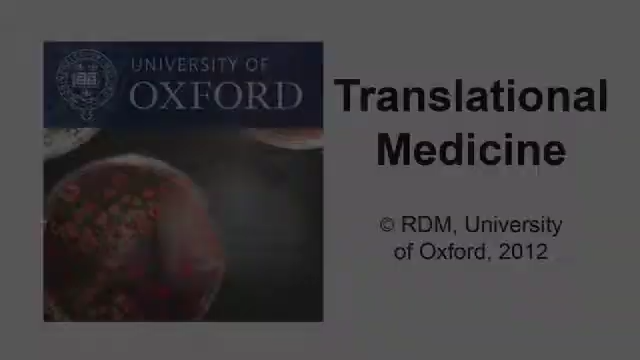 UNIVERSITY OF
OXFORD
Translational
Medicine
© RDM, University
of Oxford, 2012